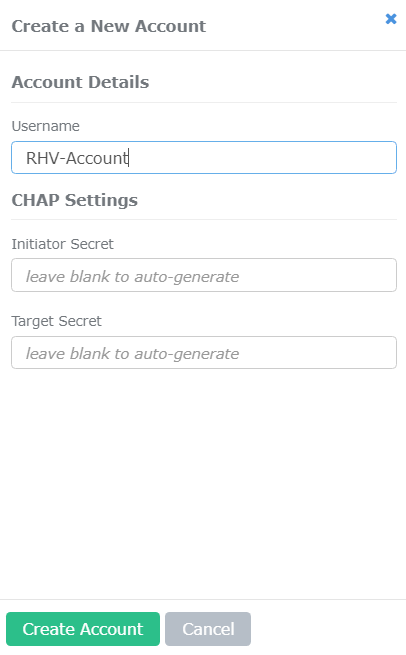 Create a New Account
Account Details
Username
RHV-Account
CHAP Settings
Initiator Secret
leave blank to auto-generate
Target Secret
leave blank to auto-generate
Create Account
Cancel